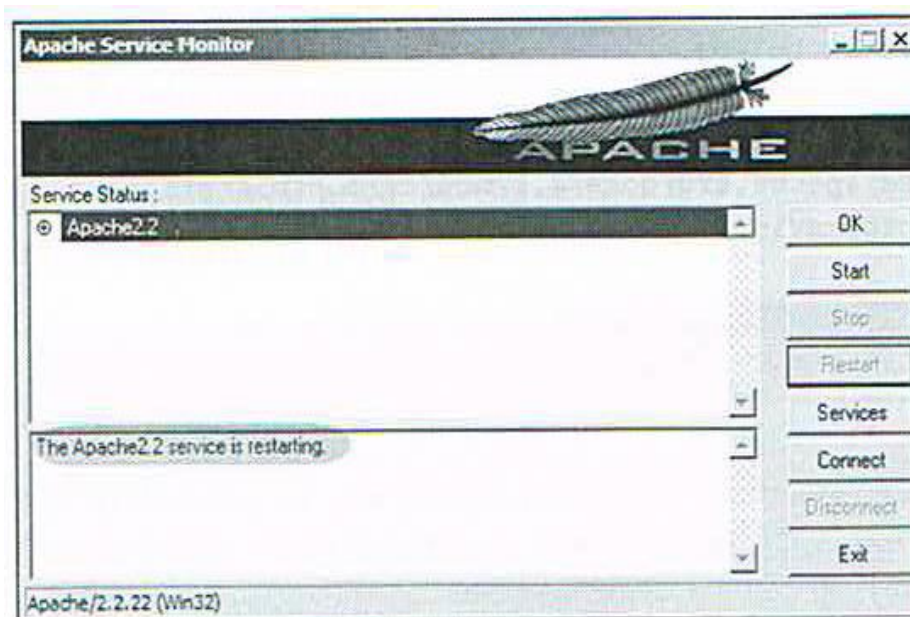 Apache Service Monitor
APACHE
Service Status :
Apache2.2
OK
Start
Stop
Restart
Services
Connect
Disconnect
Exit
The Apache2.2 service is restarting.
Apache/2.2.22 (Win32)